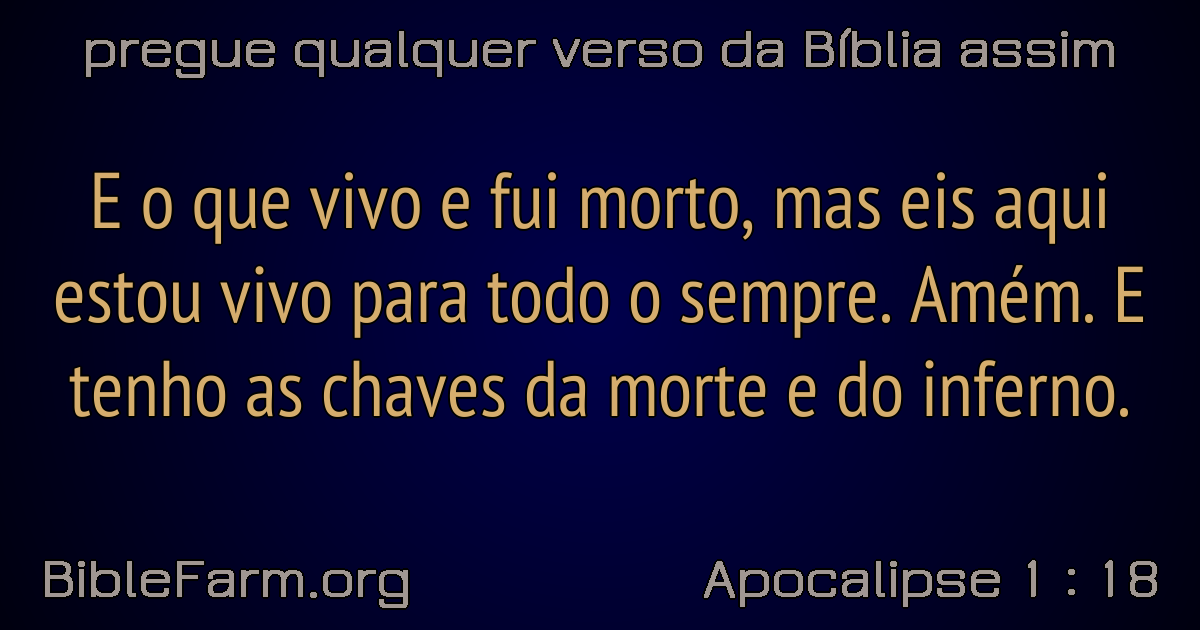 pregue qualquer verso da Bíblia assim
E o que vivo e fui morto, mas eis aqui
estou vivo para todo o sempre. Amém. E
tenho as chaves da morte e do inferno.
BibleFarm.org
Apocalipse 1 : 18